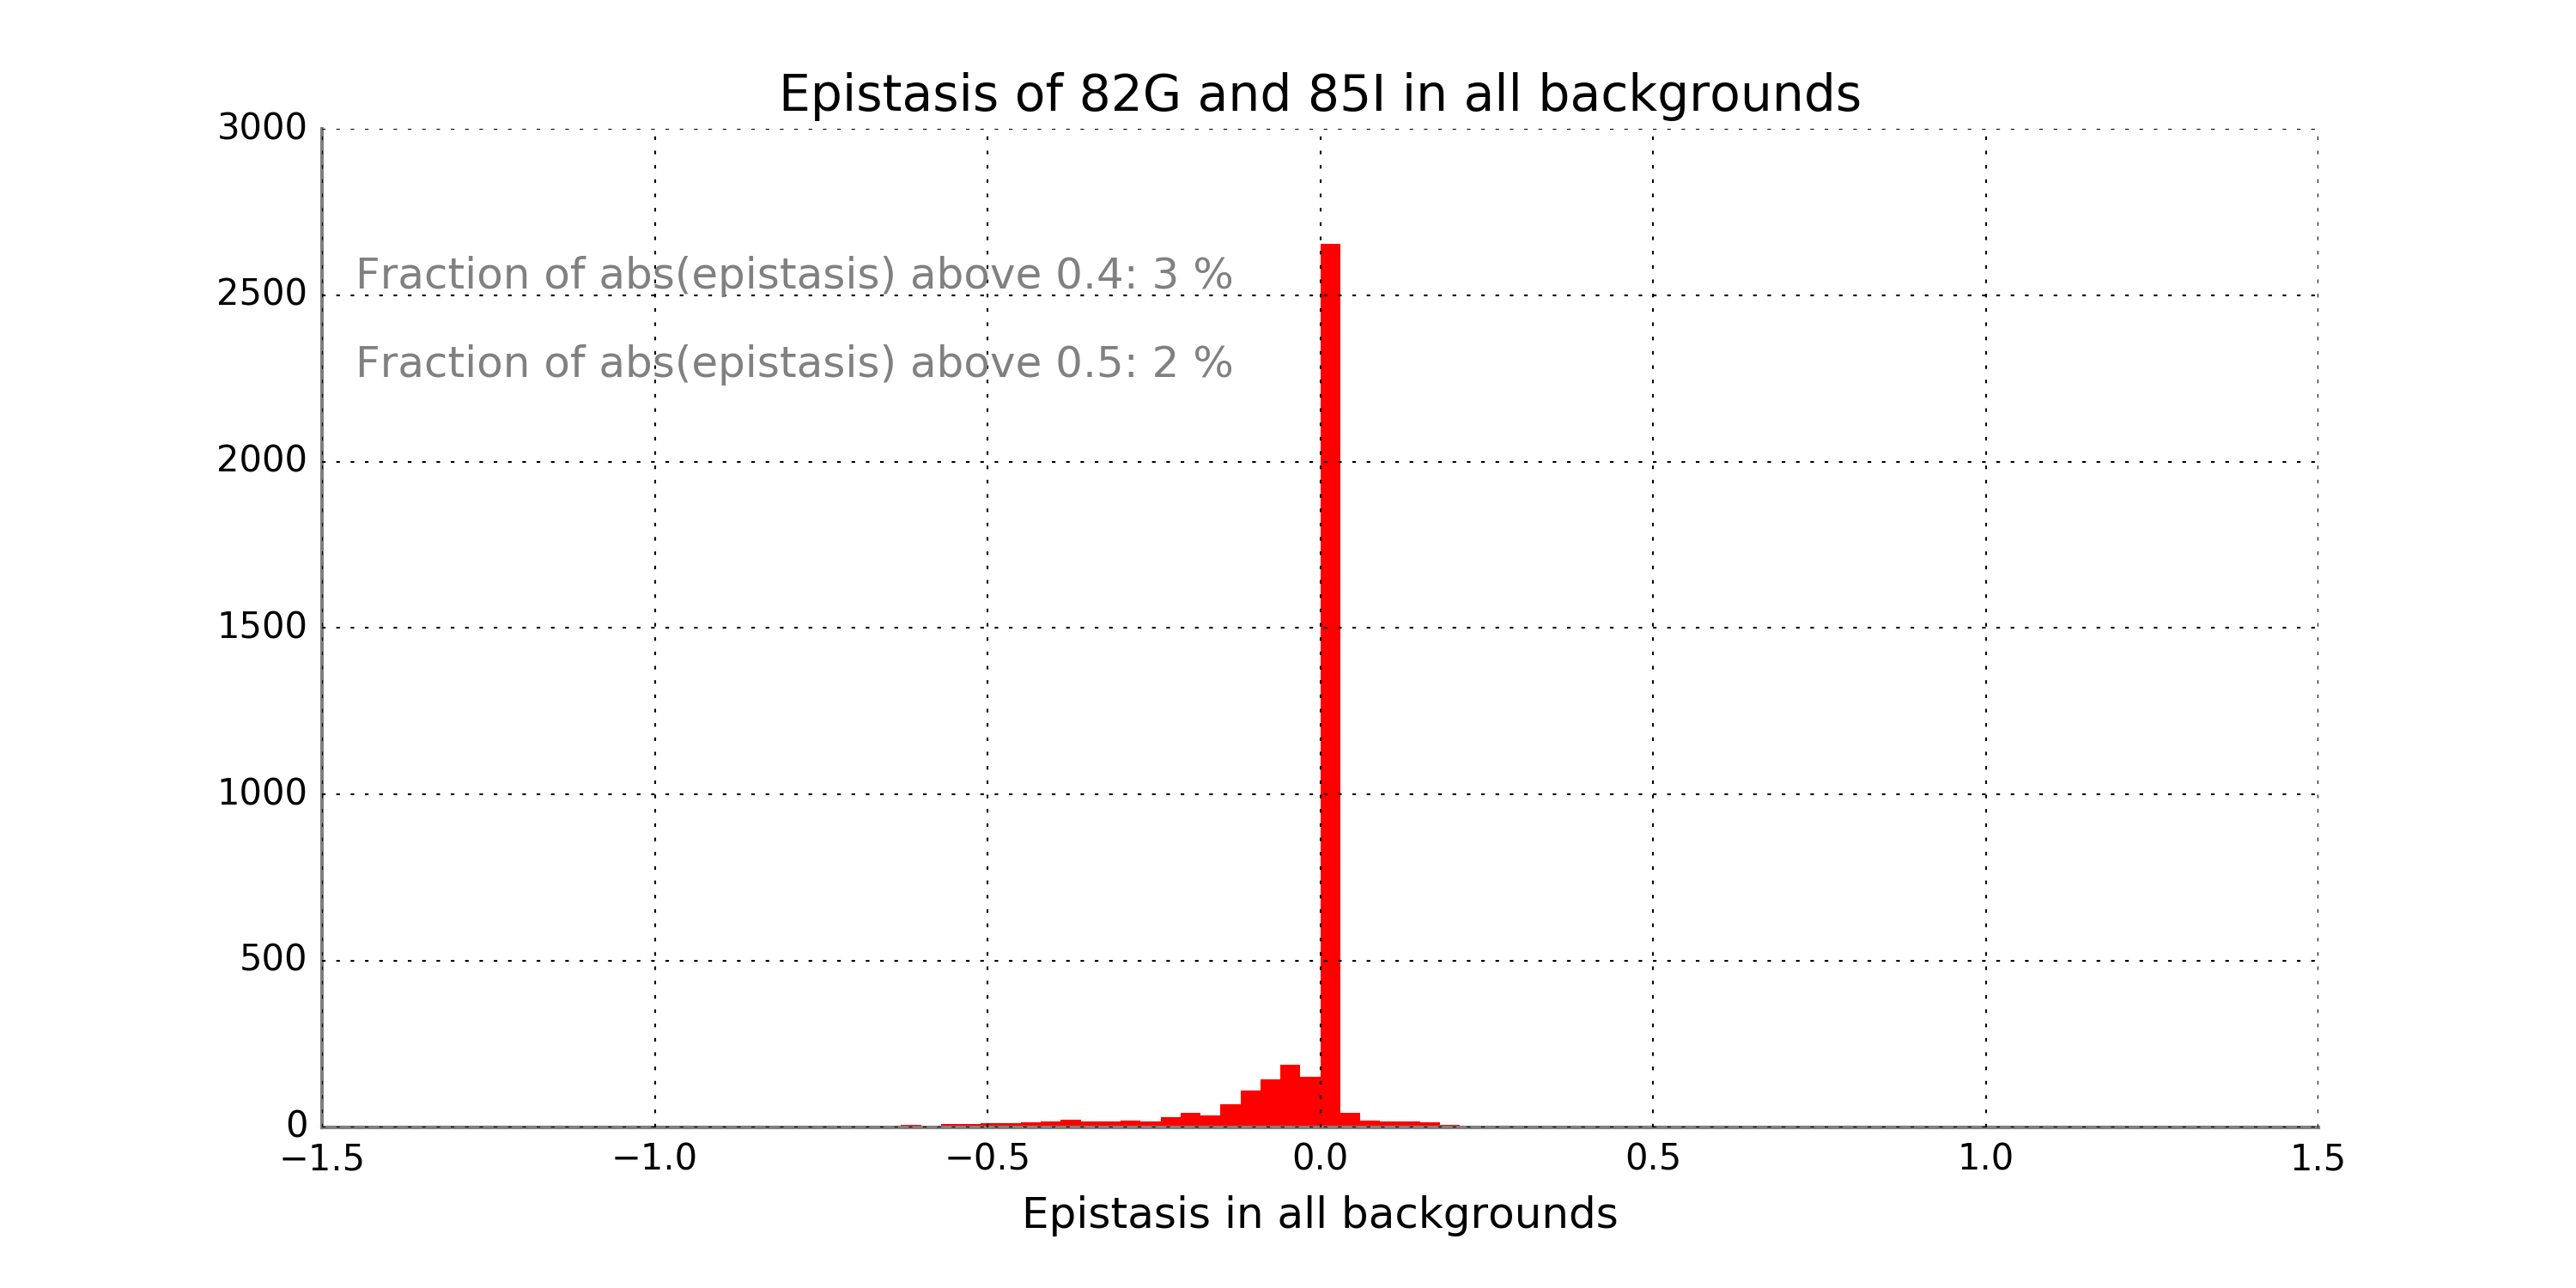 Epistasis of 82G and 85I in all backgrounds
3000
Fraction of abs(epistasis) above 0.4: 3 %
2500
Fraction of abs(epistasis) above 0.5: 2 %
2000
1500
1000
500
0
−1.5 −1.0 −0.5 0.0 0.5 1.0 1.5
Epistasis in all backgrounds